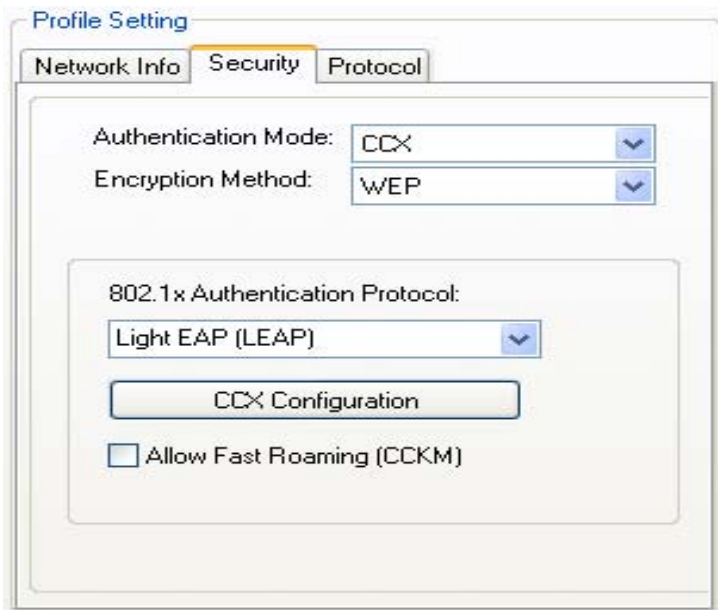 Profile Setting
Network Info Security Protocol
Authentication Mode: CCX
Encryption Method: WEP
802.1x Authentication Protocol:
Light EAP (LEAP)
CCX Configuration
Allow Fast Roaming (CCKM)